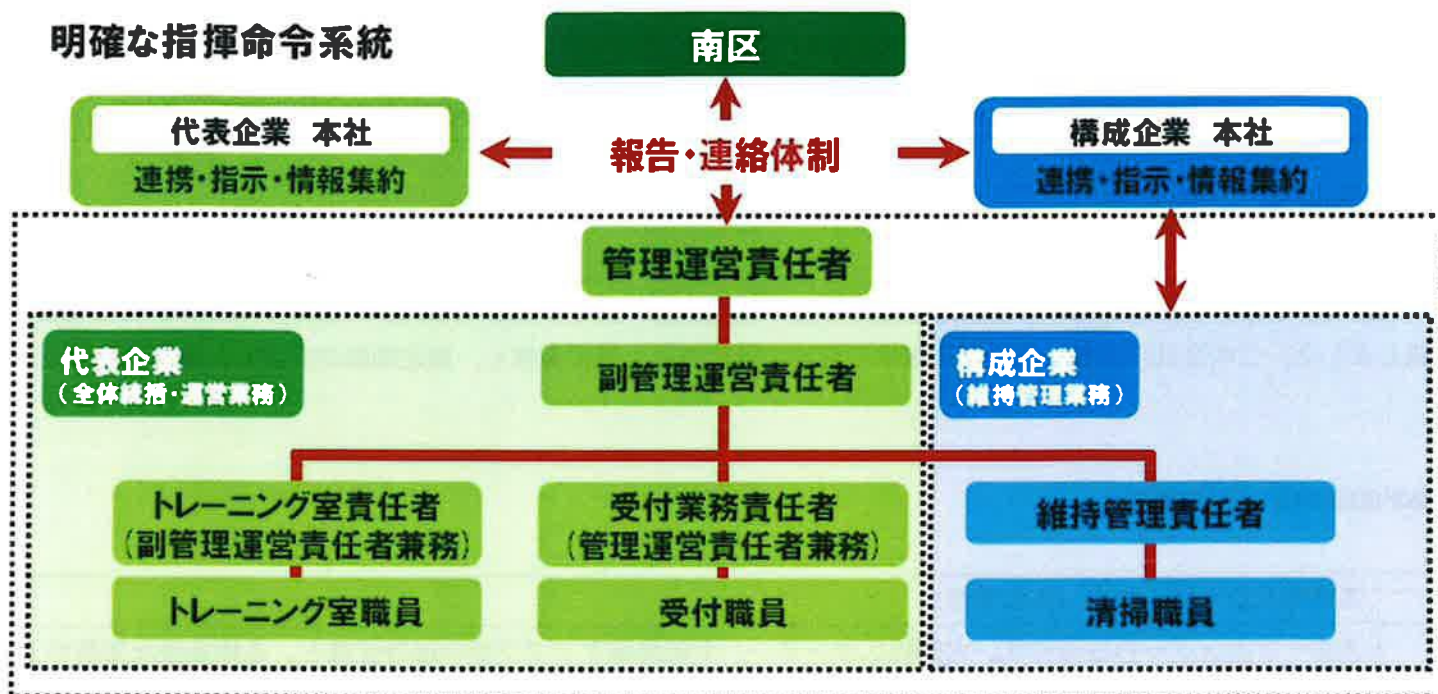 明確な指揮命令系統
南区
代表企業 本社
連携・指示・情報集約
報告・連絡体制
構成企業 本社
連携・指示・情報集約
管理運営責任者
代表企業
(全体統括・運営業務)
副管理運営責任者
構成企業
(維持管理業務)
トレーニング室責任者
(副管理運営責任者兼務)
受付業務責任者
(管理運営責任者兼務)
維持管理責任者
トレーニング室職員
受付職員
清掃職員